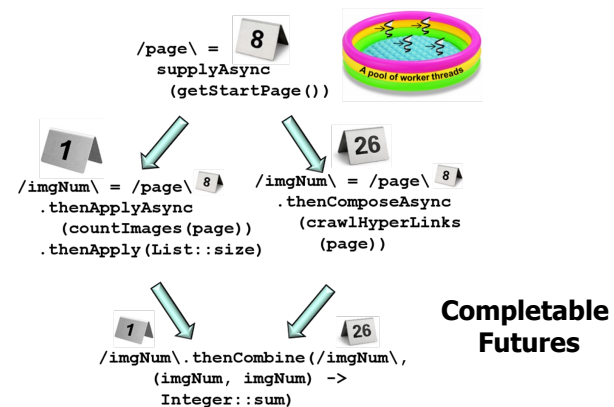 /page\ =
8
supplyAsync
(getStartPage())
A pool of worker threads
1
26
/imgNum\ = /page\ 8
.thenApplyAsync
(countImages(page))
.thenApply(List::size)
/imgNum\ = /page\ 8
.thenComposeAsync
(crawlHyperLinks
(page))
1
26
/imgNum\.thenCombine(/imgNum\,
(imgNum, imgNum) ->
Integer::sum)
Completable
Futures